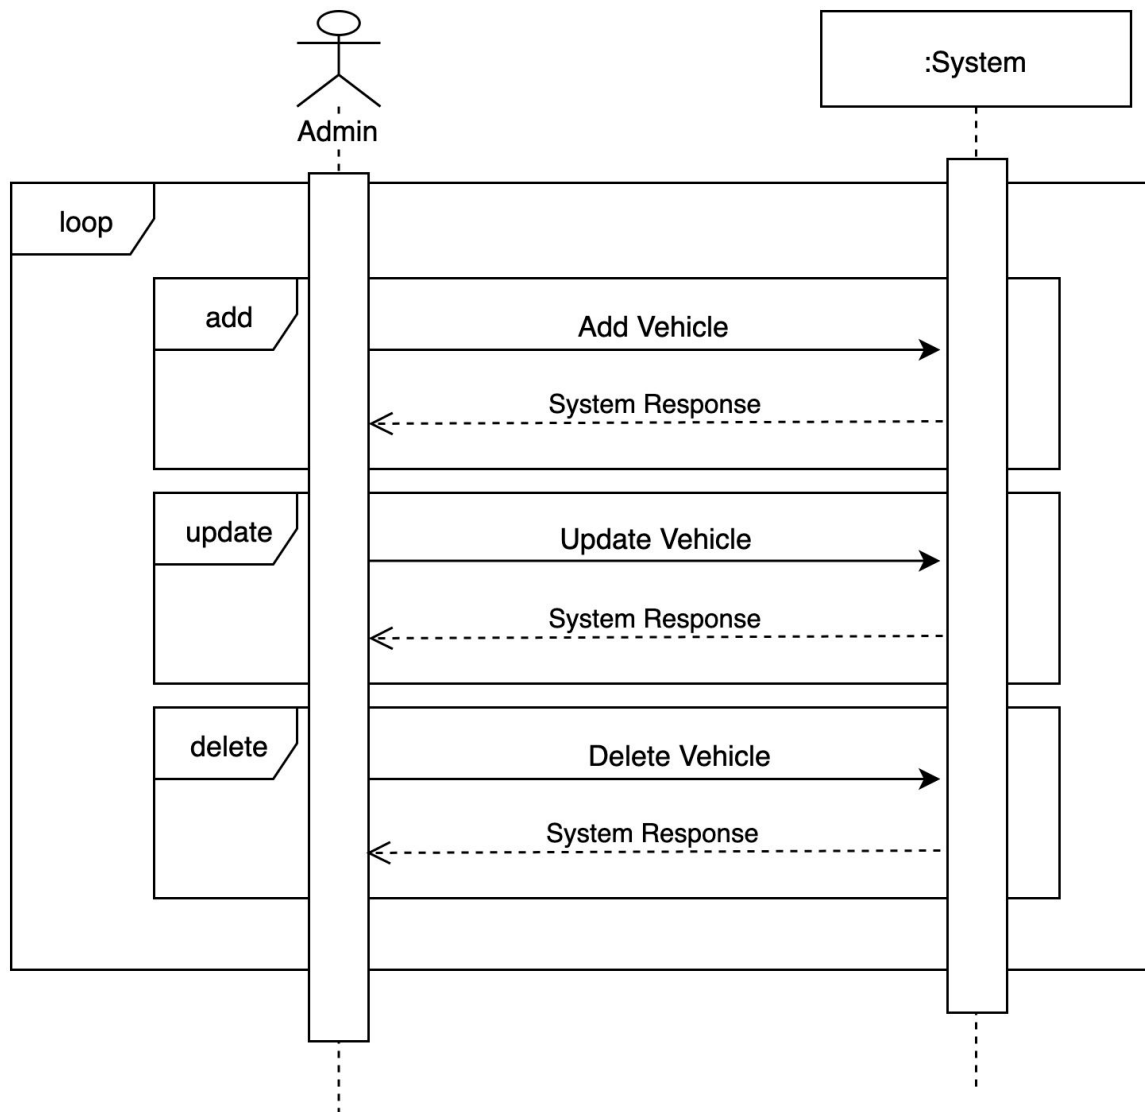 :System
Admin
loop
add
Add Vehicle
System Response
update
Update Vehicle
System Response
delete
Delete Vehicle
System Response